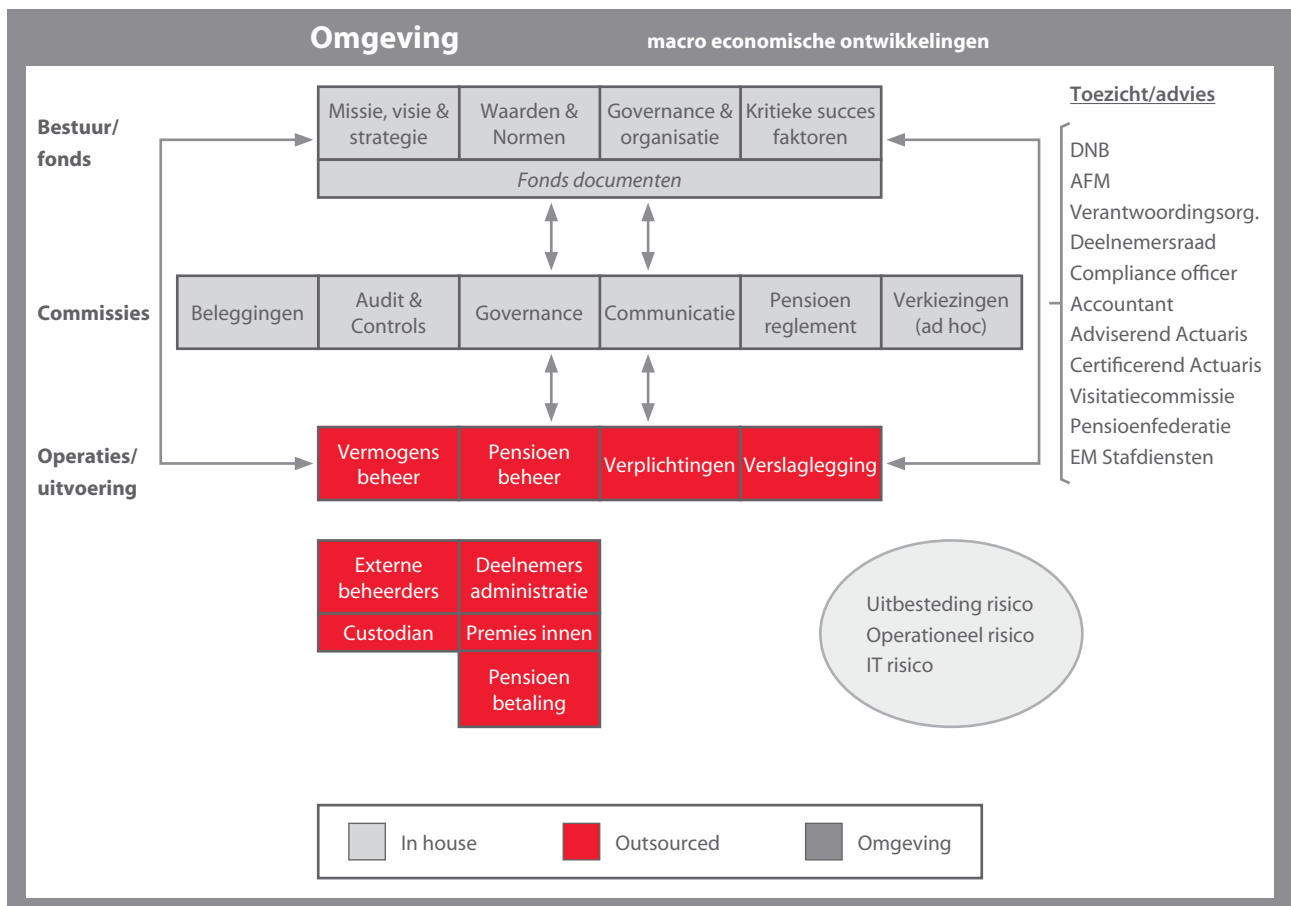 Omgeving
macro economische ontwikkelingen
Bestuur/
fonds
Missie, visie &
strategie
Waarden &
Normen
Governance &
organisatie
Kritieke succes
faktoren
Fonds documenten
Commissies
Beleggingen
Audit &
Controls
Governance
Communicatie
Pensioen
reglement
Verkiezingen
(ad hoc)
Operaties/
uitvoering
Vermogens
beheer
Pensioen
beheer
Verplichtingen
Verslaglegging
Externe
beheerders
Deelnemers
administratie
Custodian
Premies innen
Pensioen
betaling
Toezicht/advies
DNB
AFM
Verantwoordingsorg.
Deelnemersraad
Compliance officer
Accountant
Adviserend Actuaris
Certificerend Actuaris
Visitatiecommissie
Pensioenfederatie
EM Stafdiensten
Uitbesteding risico
Operationeel risico
IT risico
In house
Outsourced
Omgeving